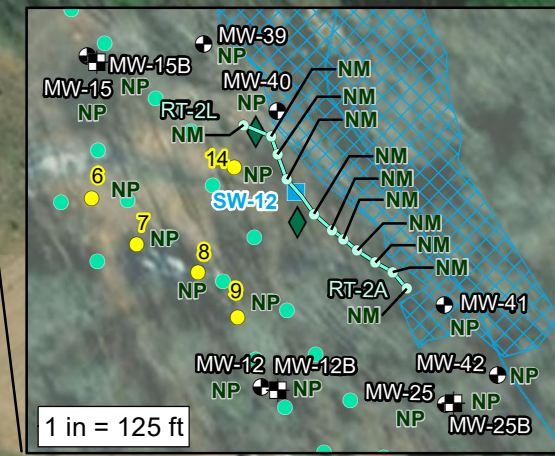 MW-39
NP
MW-15B
MW-15
NP
NP
MW-40
NP
NM
NM
NM
RT-2L
NM
14
NP
SW-12
6
NP
7
NP
8
NP
9
NP
NM
NM
NM
NM
NM
NM
RT-2A
NM
MW-41
NP
MW-12
NP
MW-12B
NP
MW-42
NP
MW-25
NP
NP
MW-25B
1 in = 125 ft